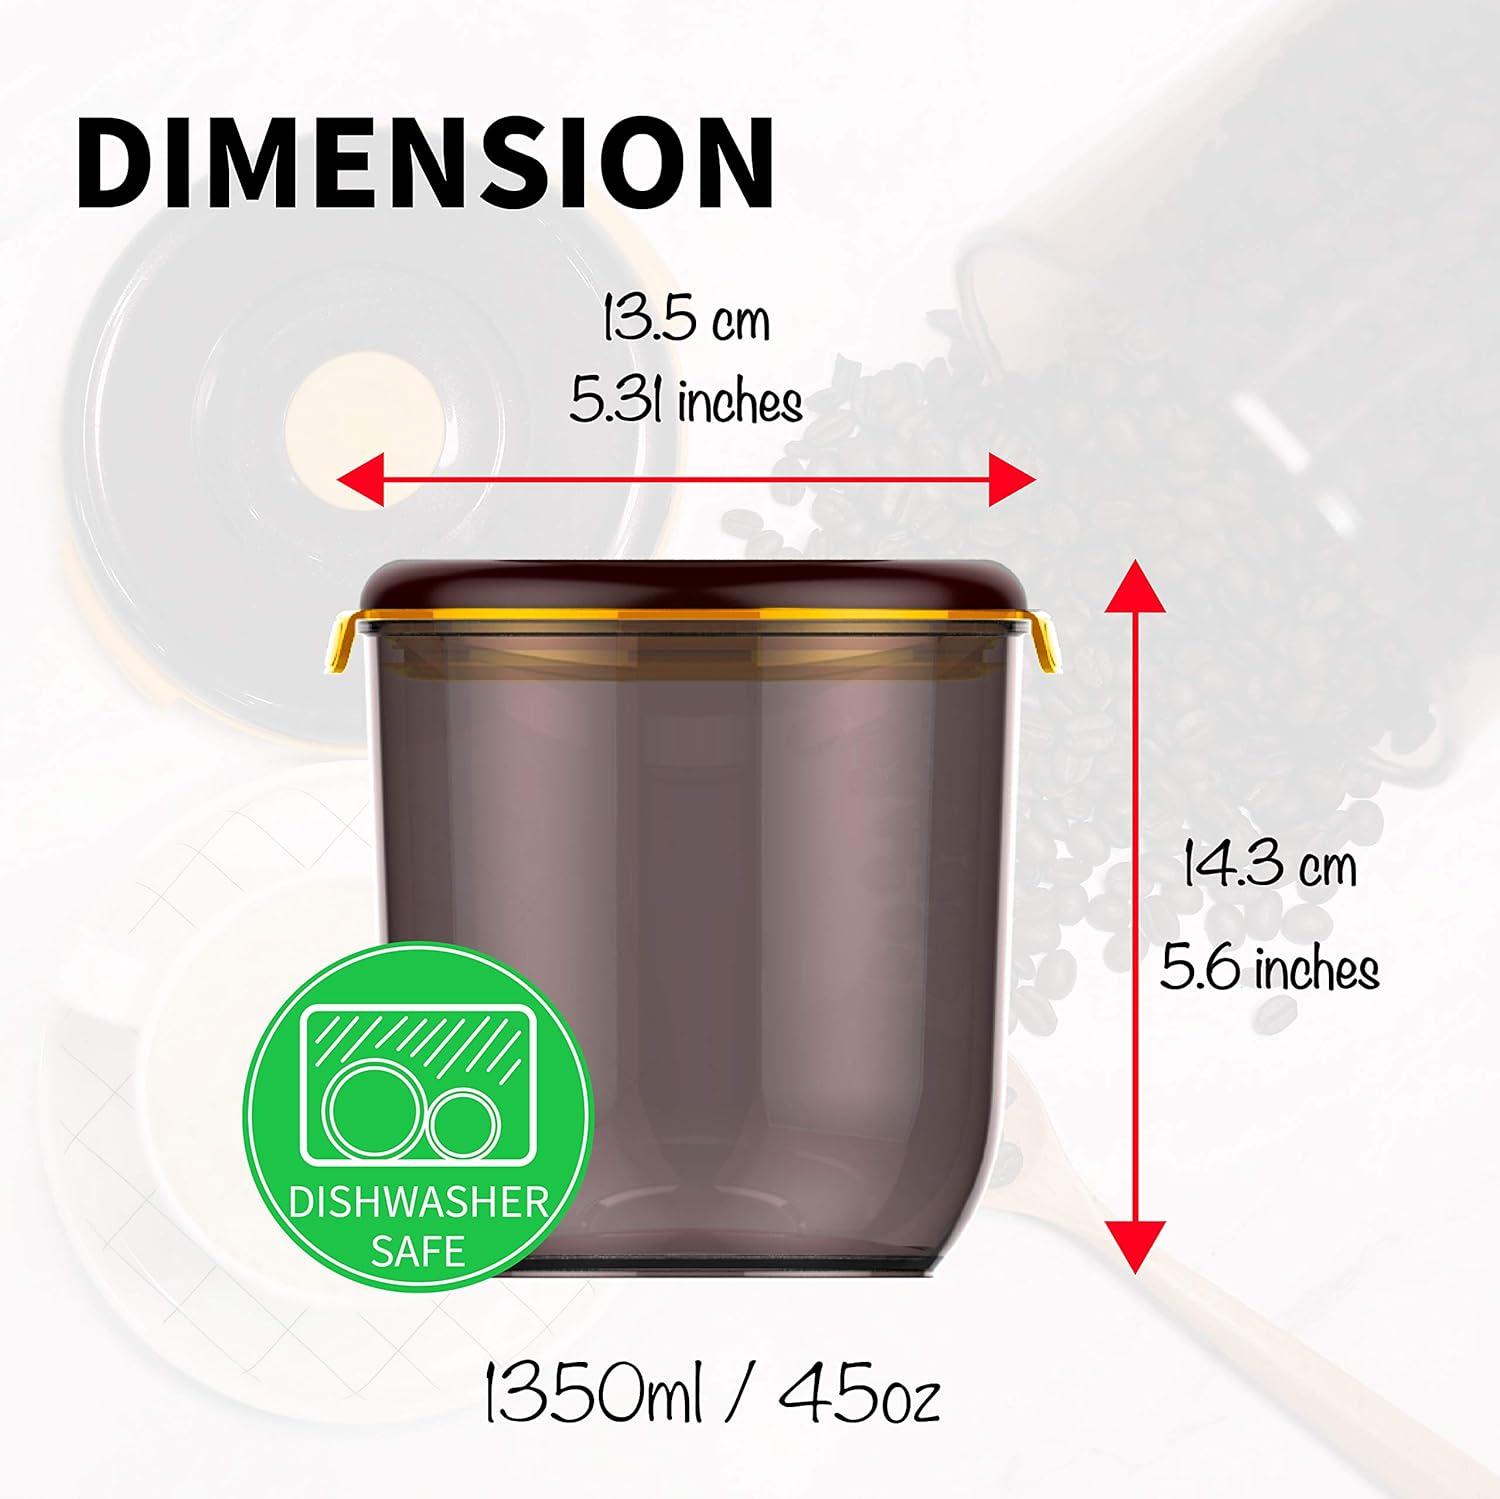 DIMENSION
13.5 cm
5.31 inches
14.3 cm
5.6 inches
DISHWASHER
SAFE
1350ml / 45oz